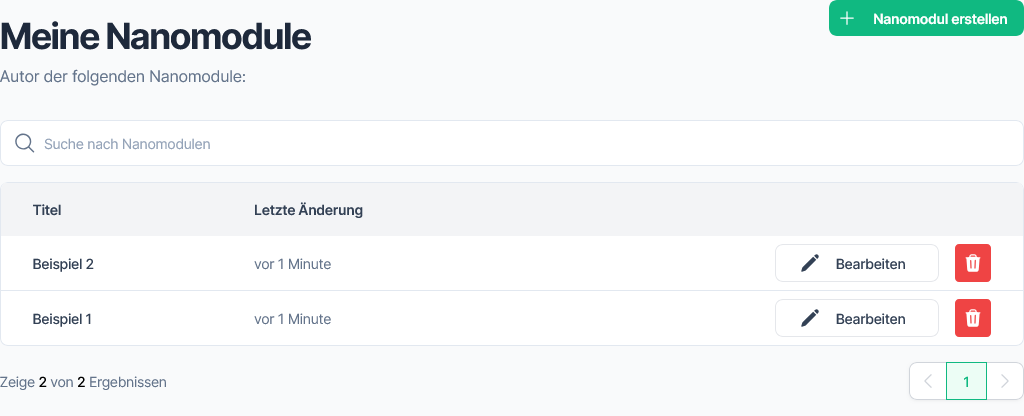 Nanomodul erstellen
Meine Nanomodule
Autor der folgenden Nanomodule:
Suche nach Nanomodulen
Titel Letzte Änderung
Beispiel 2 vor 1 Minute Bearbeiten
Beispiel 1 vor 1 Minute Bearbeiten
Zeige 2 von 2 Ergebnissen 1